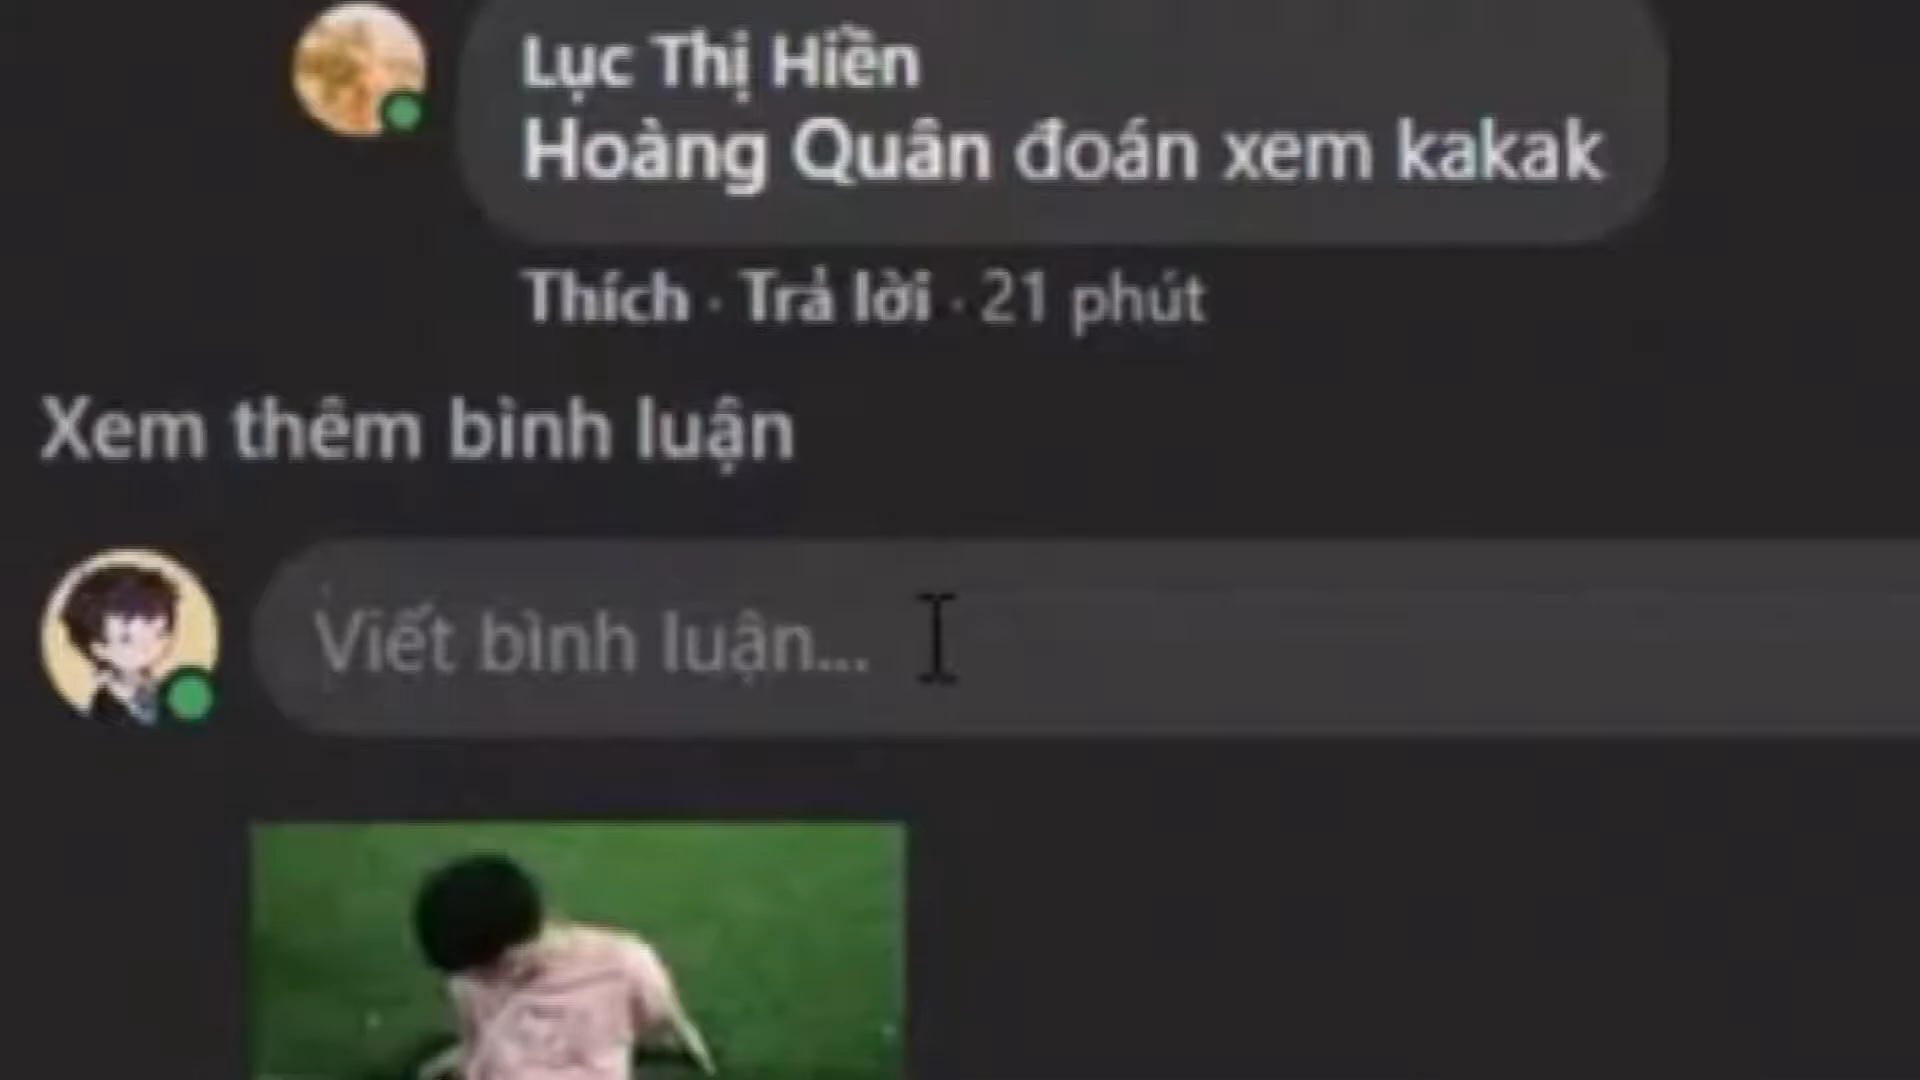 Lục Thị Hiền
Hoàng Quân đoán xem kakak
Thích · Trả lời · 21 phút
Xem thêm bình luận
Viết bình luận...